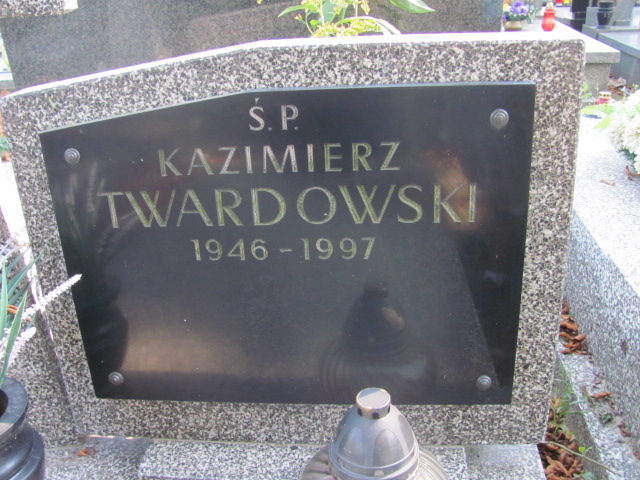 Ś. P.
KAZIMIERZ
TWARDOWSKI
1946 - 1997